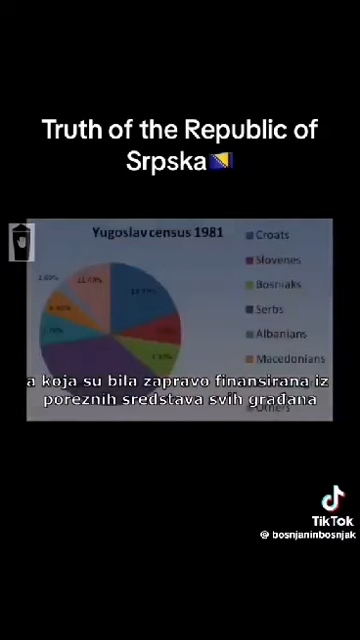 Truth of the Republic of
Srpska
Yugoslav census 1981
Croats
Slovenes
Bosniaks
Serbs
Albanians
Macedonians
Others
a koja su bila zapravo finansirana iz
poreznih sredstava svih građana
TikTok
@bosnjaninbosnjak